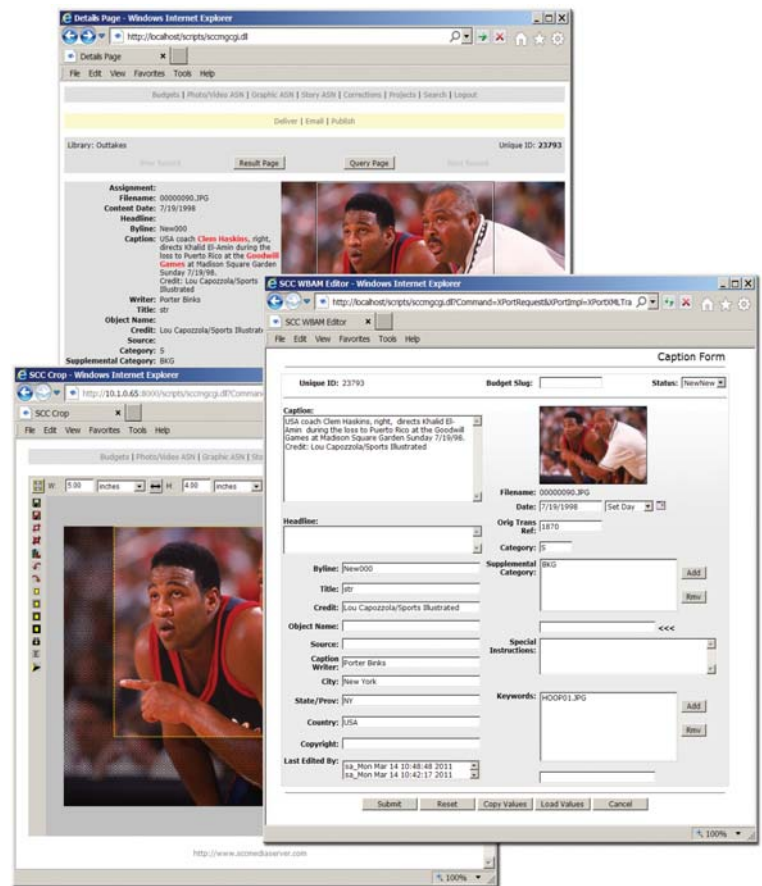 Details Page - Windows Internet Explorer
http://localhost/scripts/sccmgcgi.dll
Details Page
File Edit View Favorites Tools Help
Budgets | Photo/Video ASN | Graphic ASN | Story ASN | Corrections | Projects | Search | Logout
Deliver | Email | Publish
Library: Outtakes
Unique ID: 23793
Result Page
Query Page
Assignment:
Filename: 00000090.JPG
Content Date: 7/19/1998
Headline:
Byline: New000
Caption: USA coach Clem Haskins, right,
directs Khalid El-Amin during the
loss to Puerto Rico at the Goodwill
Games at Madison Square Garden
Sunday 7/19/98.
Credit: Lou Capozzola/Sports
Illustrated
Writer: Porter Binks
Title: str
Object Name:
Credit: Lou Capozzola/Sports Illustrat
Source:
Category: S
Supplemental Category: BKG
SCC Crop - Windows Internet Explorer
http://10.1.0.65:8000/scripts/sccmgcgi.dll?Comman
SCC Crop
File Edit View Favorites Tools Help
Budgets | Photo/Video ASN | Graphic ASN | Sto
W: 5.00 inches H: 4.00 inches
http://www.sccmediaserver.com
100%
SCC WBAM Editor - Windows Internet Explorer
http://localhost/scripts/sccmgcgi.dll?Command=XPortRequest&XPortImpl=XPortXMLTra
SCC WBAM Editor
File Edit View Favorites Tools Help
Caption Form
Unique ID: 23793
Budget Slug:
Status: NewNew
Caption:
USA coach Clem Haskins, right, directs Khalid El-
Amin during the loss to Puerto Rico at the Goodwill
Games at Madison Square Garden Sunday 7/19/98.
Credit: Lou Capozzola/Sports Illustrated
Headline:
Byline: New000
Title: str
Credit: Lou Capozzola/Sports Illustrated
Object Name:
Source:
Caption
Writer: Porter Binks
City: New York
State/Prov: NY
Country: USA
Copyright:
Last Edited By: sa_Mon Mar 14 10:48:48 2011
sa_Mon Mar 14 10:42:17 2011
Filename: 00000090.JPG
Date: 7/19/1998 Set Day
Orig Trans
Ref: 1870
Category: S
Supplemental
Category: BKG
Add
Rmv
<<<
Special
Instructions:
Keywords: HOOP01.JPG
Add
Rmv
Submit Reset Copy Values Load Values Cancel
100%